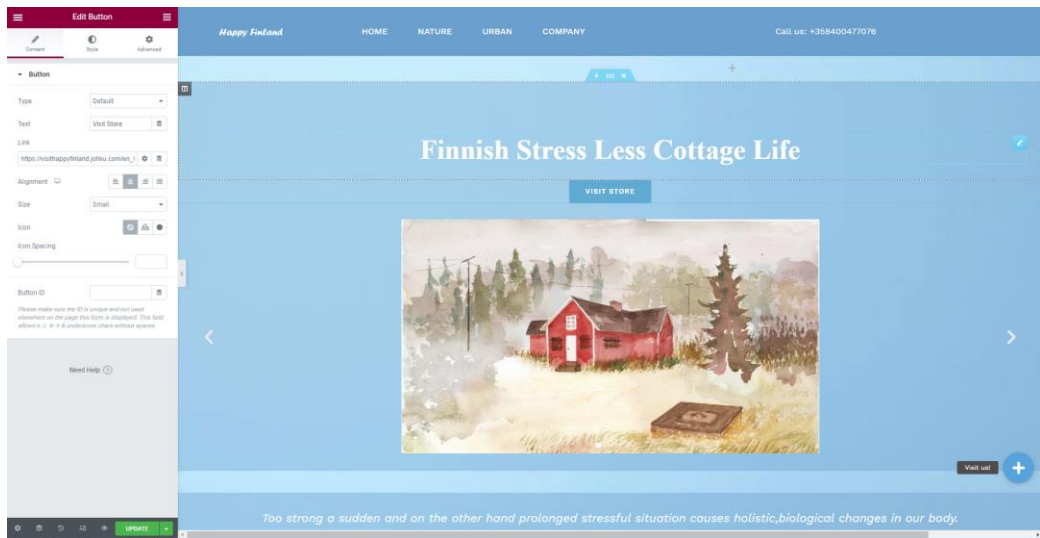 Edit Button
Content Style Advanced
Button
Type Default
Text Visit Store
Link
https://visithappyfinland.johku.com/en_
Alignment
Size Small
Icon
Icon Spacing
Button ID
Please make sure the ID is unique and not used
elsewhere on the page this form is displayed. This field
allows A-z 0-9 & underscore chars without spaces.
Need Help
UPDATE
Happy Finland HOME NATURE URBAN COMPANY Call us: +358400477076
Finnish Stress Less Cottage Life
VISIT STORE
Visit us!
Too strong a sudden and on the other hand prolonged stressful situation causes holistic,biological changes in our body.